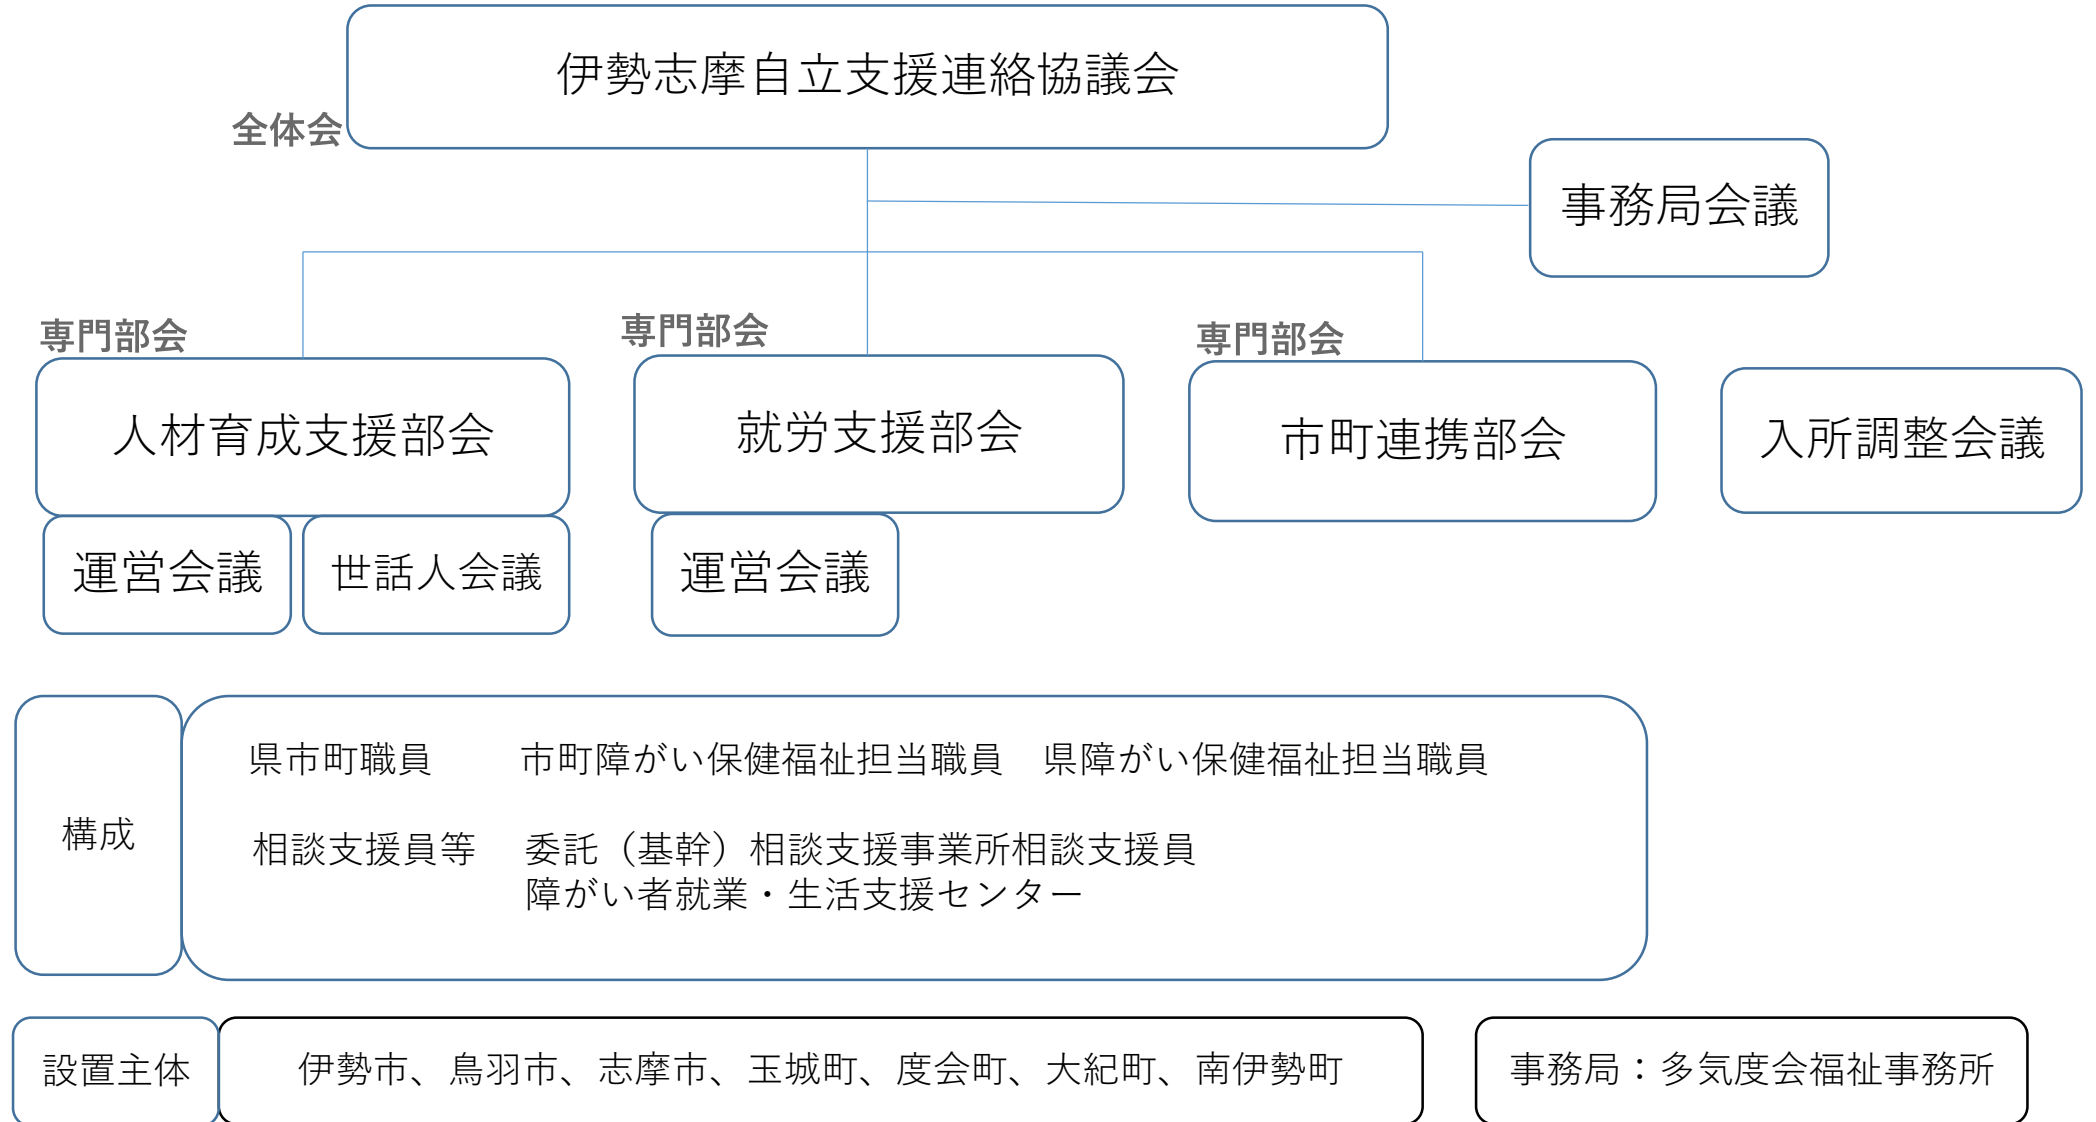 伊勢志摩自立支援連絡協議会
全体会
事務局会議
専門部会
専門部会
専門部会
人材育成支援部会
就労支援部会
市町連携部会
入所調整会議
運営会議
世話人会議
運営会議
構成
県市町職員　市町障がい保健福祉担当職員　県障がい保健福祉担当職員
相談支援員等　委託（基幹）相談支援事業所相談支援員
障がい者就業・生活支援センター
設置主体
伊勢市、鳥羽市、志摩市、玉城町、度会町、大紀町、南伊勢町
事務局：多気度会福祉事務所